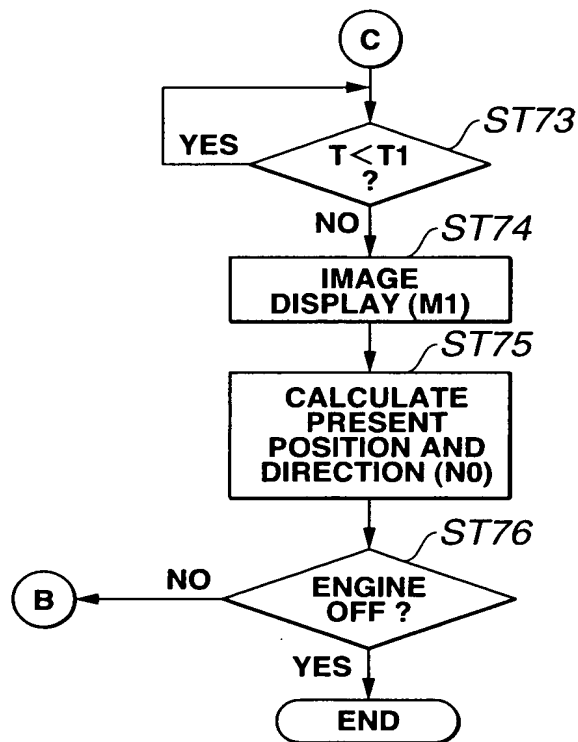 C
ST73
YES
T<T1
?
NO
ST74
IMAGE
DISPLAY (M1)
ST75
CALCULATE
PRESENT
POSITION AND
DIRECTION (N0)
ST76
NO
B
ENGINE
OFF ?
YES
END